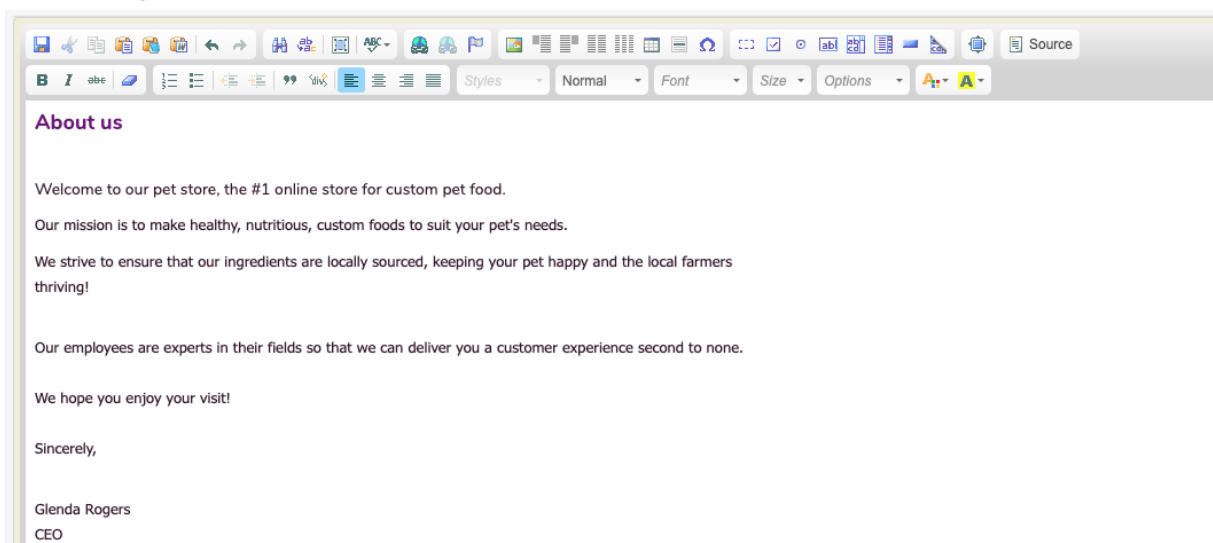 Source
Styles
Normal
Font
Size
Options
About us
Welcome to our pet store, the #1 online store for custom pet food.
Our mission is to make healthy, nutritious, custom foods to suit your pet's needs.
We strive to ensure that our ingredients are locally sourced, keeping your pet happy and the local farmers
thriving!
Our employees are experts in their fields so that we can deliver you a customer experience second to none.
We hope you enjoy your visit!
Sincerely,
Glenda Rogers
CEO